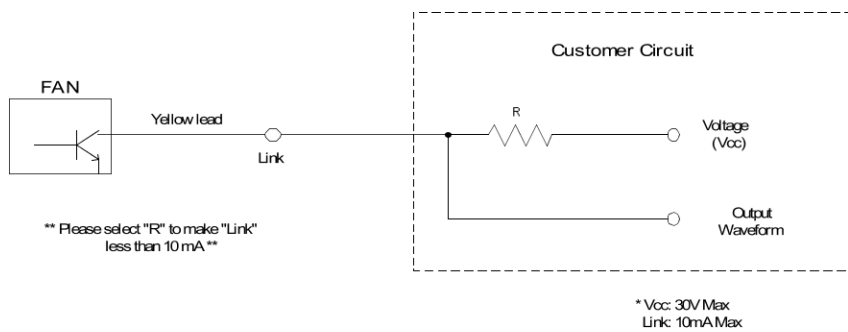 Customer Circuit
FAN
R
Yellow lead
Voltage
(Vcc)
Link
Output
Waveform
** Please select "R" to make "Link"
less than 10 mA **
* Vcc: 30V Max
Link: 10mA Max